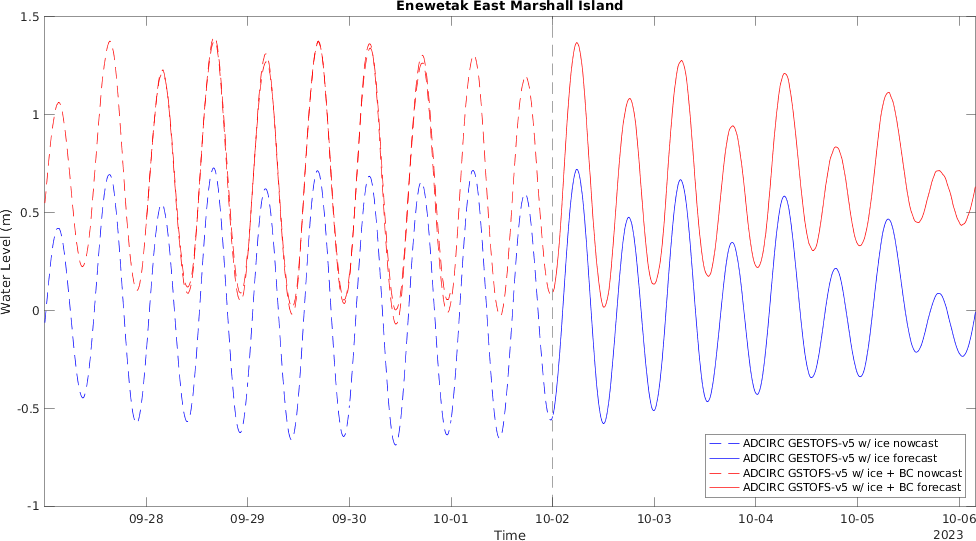 Enewetak East Marshall Island
1.5
1
0.5
0
-0.5
-1
Water Level (m)
ADCIRC GESTOFS-v5 w/ ice nowcast
ADCIRC GESTOFS-v5 w/ ice forecast
ADCIRC GSTOFS-v5 w/ ice + BC nowcast
ADCIRC GSTOFS-v5 w/ ice + BC forecast
09-28 09-29 09-30 10-01 10-02 10-03 10-04 10-05 10-06
Time 2023